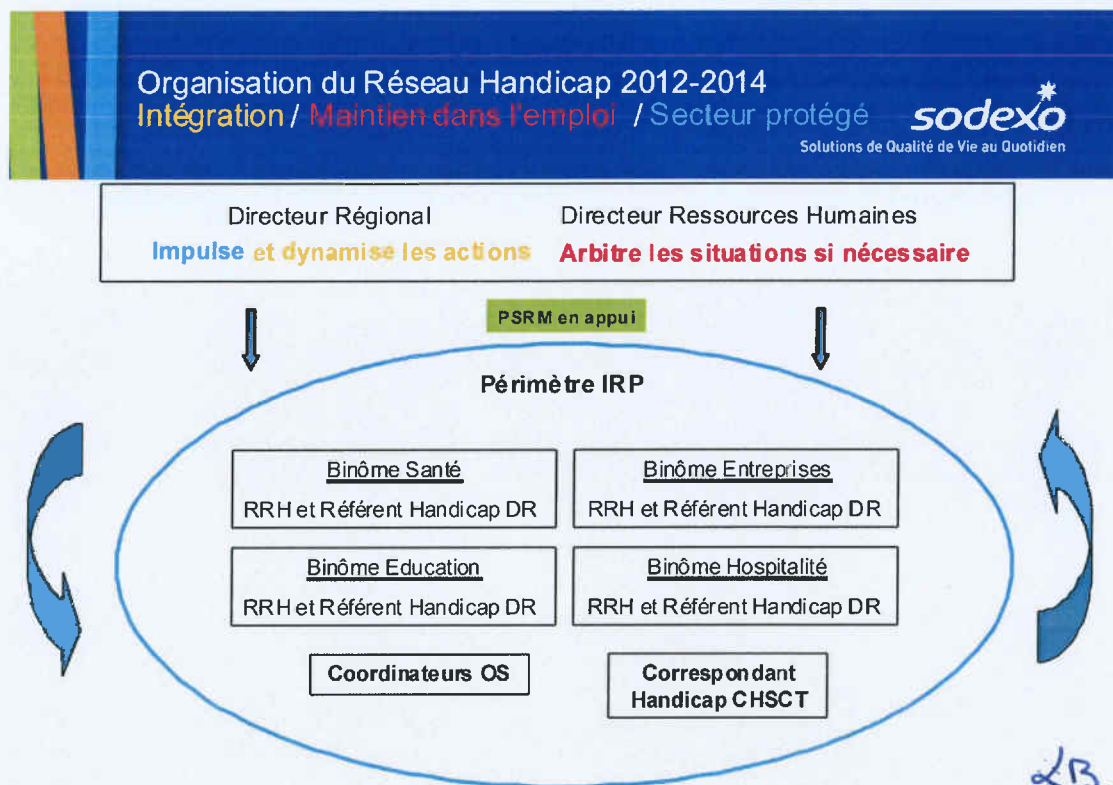 Organisation du Réseau Handicap 2012-2014
Intégration / Maintien dans l'emploi / Secteur protégé
sodexo
Solutions de Qualité de Vie au Quotidien
Directeur Régional
Directeur Ressources Humaines
Impulse et dynamise les actions
Arbitre les situations si nécessaire
PSRM en appui
Périmètre IRP
Binôme Santé
RRH et Référent Handicap DR
Binôme Entreprises
RRH et Référent Handicap DR
Binôme Education
RRH et Référent Handicap DR
Binôme Hospitalité
RRH et Référent Handicap DR
Coordinateurs OS
Correspondant
Handicap CHSCT
LB